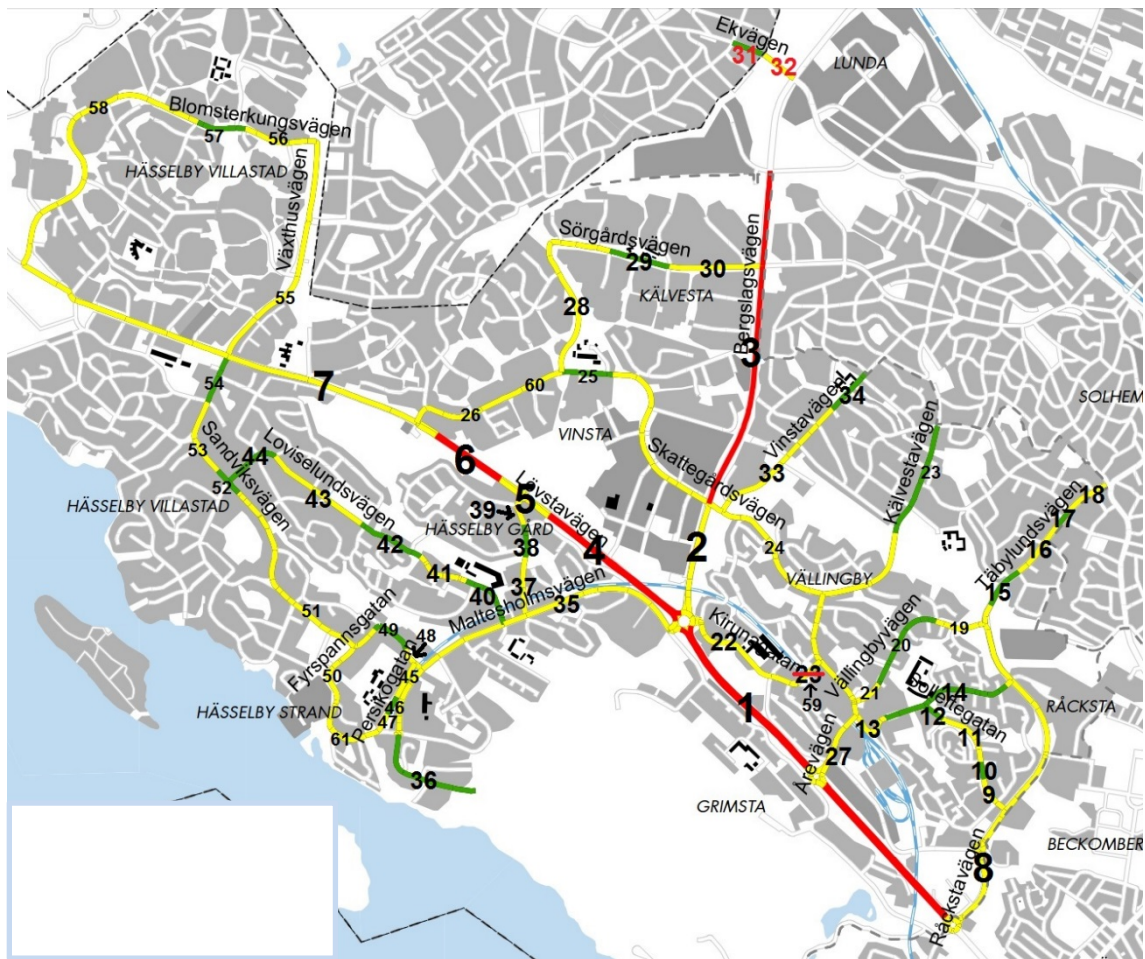 Ekvägen
31
32
LUNDA
58
Blomsterkungsvägen
57
56
HÄSSELBY VILLASTAD
Växthusvägen
55
Sörgårdsvägen
29
30
KÄLVESTA
28
Bergslagsvägen
3
54
7
25
60
26
Vinstavägen
34
SOLHEM
VINSTA
53
44
Loviselundsvägen
6
Skattegårdsvägen
33
Kälvestavägen
23
52
Sandviksvägen
43
39
5
Lövstavägen
18
HÄSSELBY VILLASTAD
HÄSSELBY GÅRD
17
42
38
4
2
24
16
Täbylundsvägen
VÄLLINGBY
41
37
51
40
Maltesholmsvägen
35
15
Fyrspannsgatan
49
48
Kirunagatan
22
Vällingbyvägen
20
19
50
45
23
59
21
14
HÄSSELBY STRAND
Persikogatan
46
47
61
1
13
12
RÅCKSTA
11
Årevägen
27
36
10
9
GRIMSTA
BECKOMBER
8
Råckstavägen